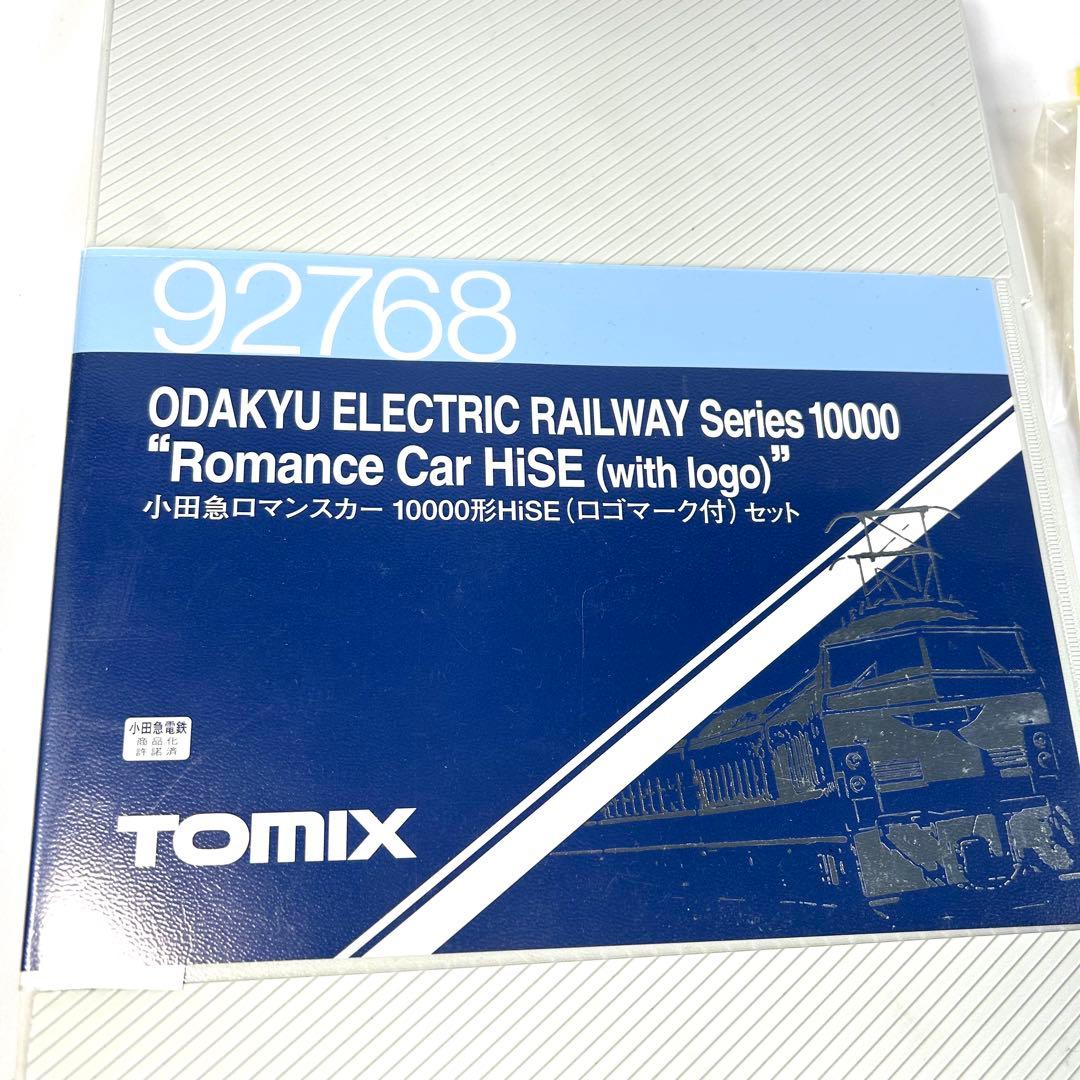 92768
ODAKYU ELECTRIC RAILWAY Series 10000
“Romance Car HiSE (with logo)”
小田急ロマンスカー 10000形HiSE(ロゴマーク付)セット
小田急電鉄
商品化
許諾済
TOMIX